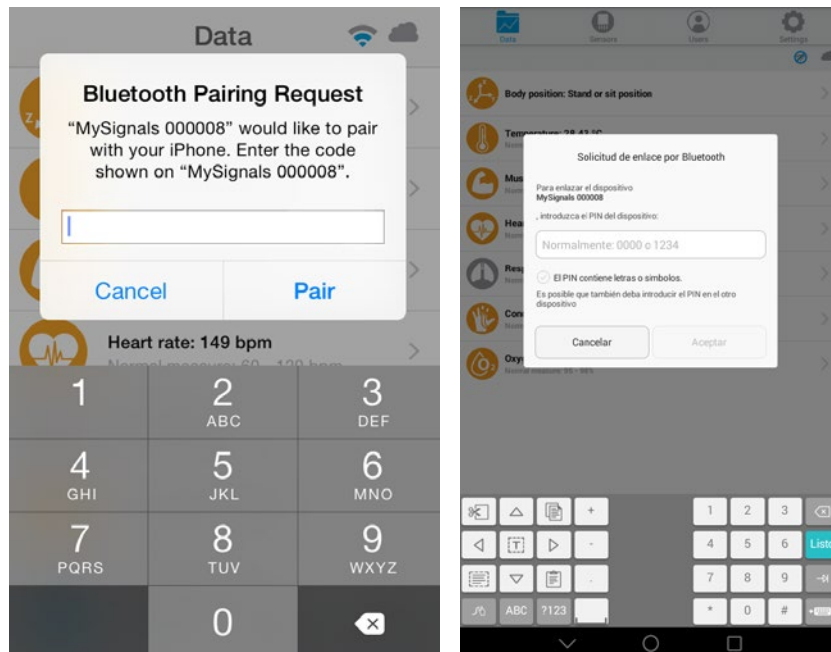 Data
Bluetooth Pairing Request
“MySignals 000008” would like to pair
with your iPhone. Enter the code
shown on “MySignals 000008”.
Cancel
Pair
Heart rate: 149 bpm
1
2
ABC
3
DEF
4
GHI
5
JKL
6
MNO
7
PQRS
8
TUV
9
WXYZ
0
Data
Sensors
Users
Settings
Body position: Stand or sit position
Solicitud de enlace por Bluetooth
Para enlazar el dispositivo
MySignals 000008
, introduzca el PIN del dispositivo:
Normalmente: 0000 o 1234
El PIN contiene letras o símbolos.
Es posible que también deba introducir el PIN en el otro
dispositivo
Cancelar
Aceptar
Normal measure: 95 - 98%
+ 1 2 3
T - 4 5 6 Listo
. 7 8 9
ABC ?123 * 0 #